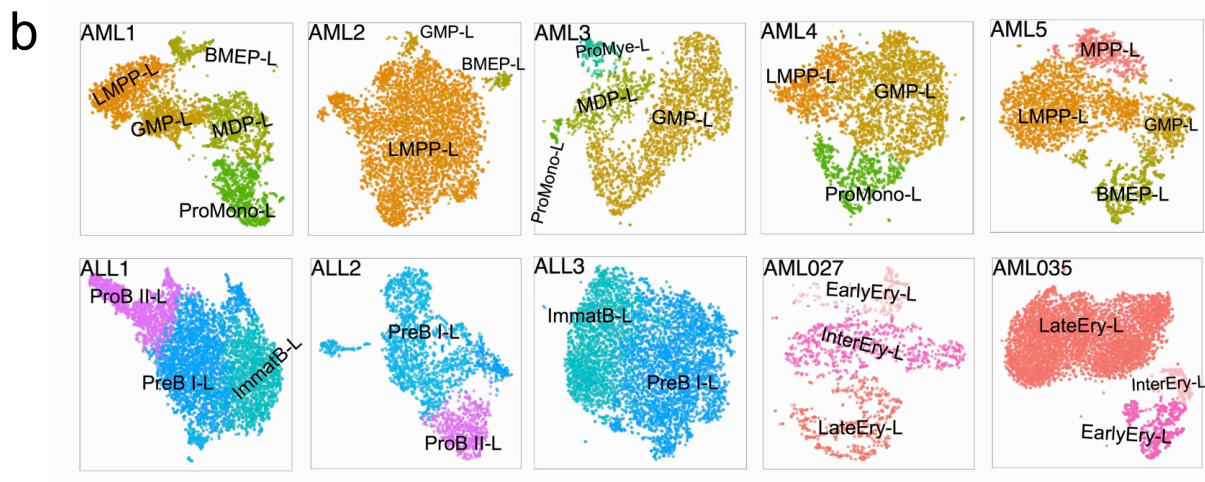 b
AML1
BMEP-L
LMPP-L
GMP-L
MDP-L
ProMono-L
AML2
GMP-L
BMEP-L
LMPP-L
AML3
ProMye-L
MDP-L
GMP-L
ProMono-L
AML4
LMPP-L
GMP-L
ProMono-L
AML5
MPP-L
LMPP-L
GMP-L
BMEP-L
ALL1
ProB II-L
PreB I-L
ImmatB-L
ALL2
PreB I-L
ProB II-L
ALL3
ImmatB-L
PreB I-L
AML027
EarlyEry-L
InterEry-L
LateEry-L
AML035
LateEry-L
InterEry-L
EarlyEry-L